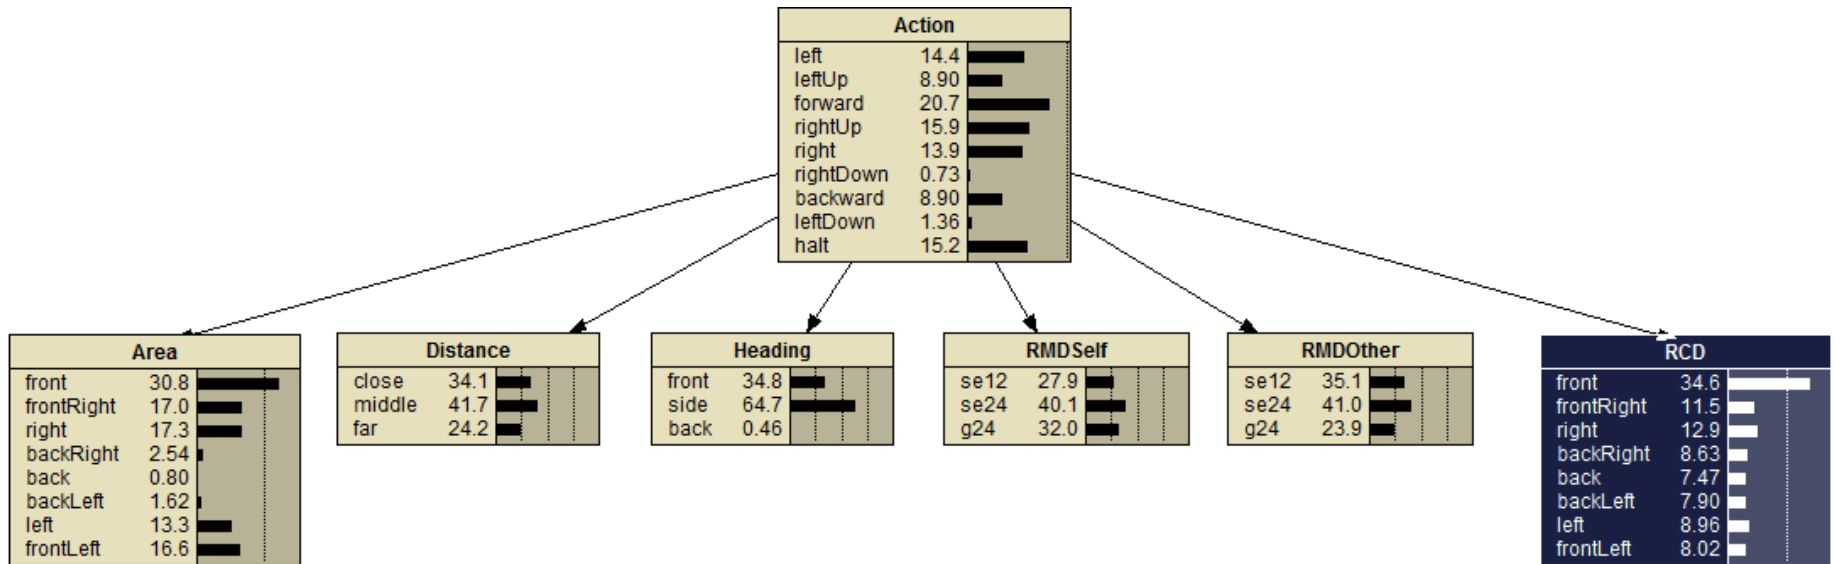 Action
left 14.4
leftUp 8.90
forward 20.7
rightUp 15.9
right 13.9
rightDown 0.73
backward 8.90
leftDown 1.36
halt 15.2
Area
front 30.8
frontRight 17.0
right 17.3
backRight 2.54
back 0.80
backLeft 1.62
left 13.3
frontLeft 16.6
Distance
close 34.1
middle 41.7
far 24.2
Heading
front 34.8
side 64.7
back 0.46
RMDSelf
se12 27.9
se24 40.1
g24 32.0
RMDOther
se12 35.1
se24 41.0
g24 23.9
RCD
front 34.6
frontRight 11.5
right 12.9
backRight 8.63
back 7.47
backLeft 7.90
left 8.96
frontLeft 8.02